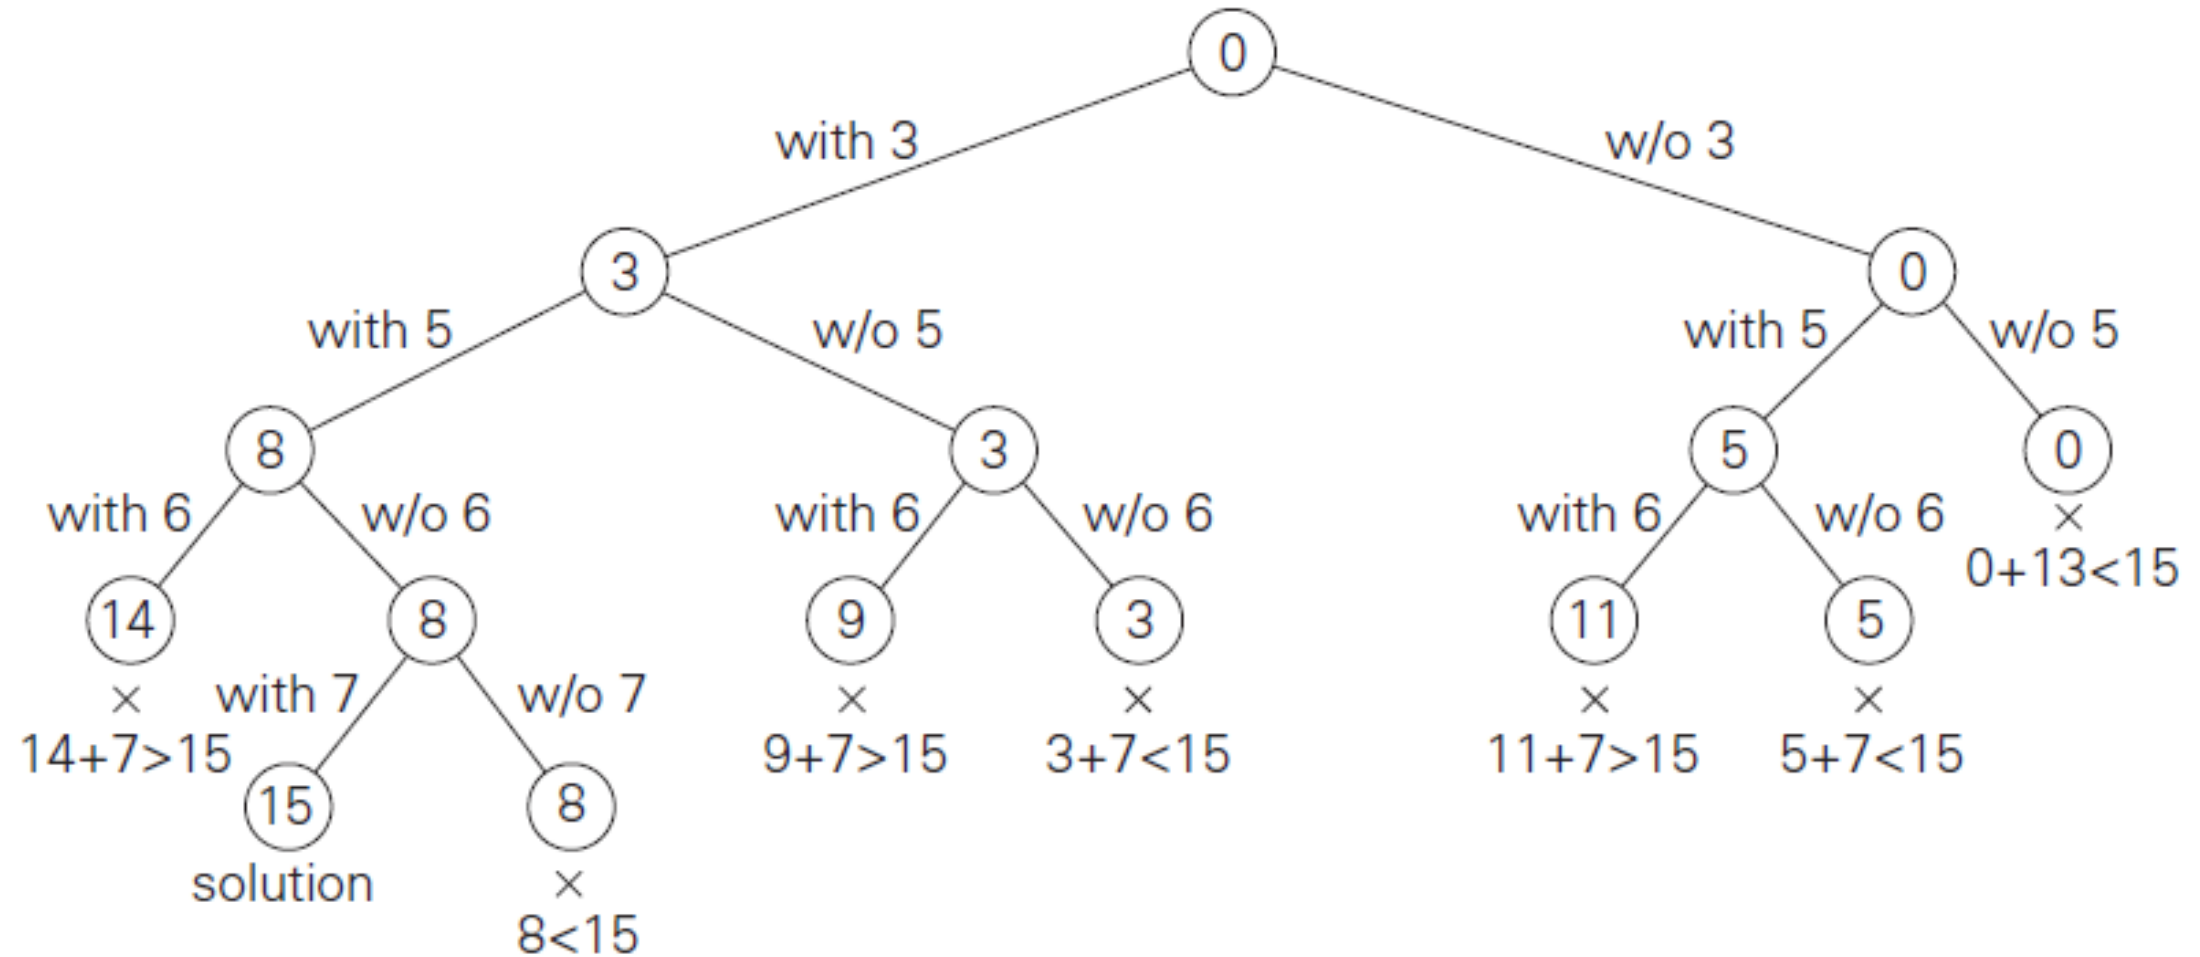 0
with 3
w/o 3
3
0
with 5
w/o 5
with 5
w/o 5
8
3
5
0
with 6
w/o 6
with 6
w/o 6
with 6
w/o 6
×
0+13<15
14
8
9
3
11
5
×
with 7
w/o 7
×
×
×
×
14+7>15
9+7>15
3+7<15
11+7>15
5+7<15
15
8
solution
×
8<15